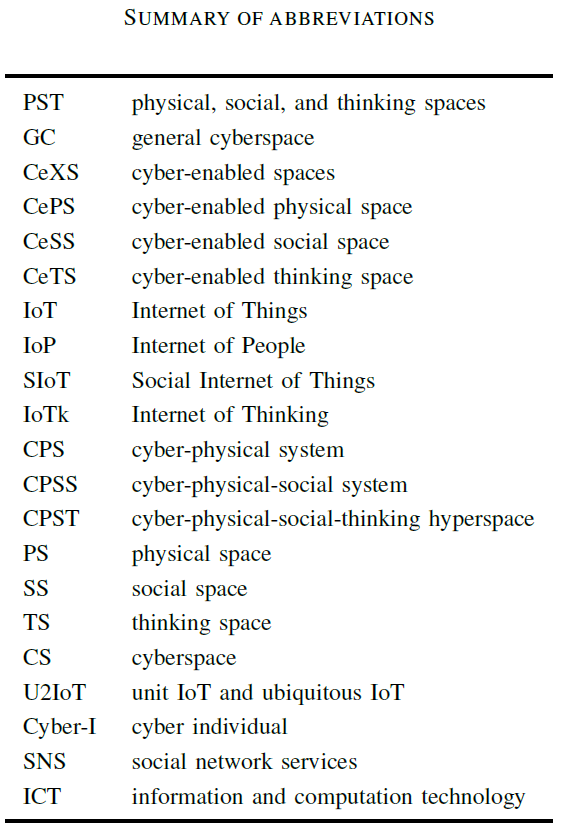 SUMMARY OF ABBREVIATIONS
PST physical, social, and thinking spaces
GC general cyberspace
CeXS cyber-enabled spaces
CePS cyber-enabled physical space
CeSS cyber-enabled social space
CeTS cyber-enabled thinking space
IoT Internet of Things
IoP Internet of People
SIoT Social Internet of Things
IoTk Internet of Thinking
CPS cyber-physical system
CPSS cyber-physical-social system
CPST cyber-physical-social-thinking hyperspace
PS physical space
SS social space
TS thinking space
CS cyberspace
U2IoT unit IoT and ubiquitous IoT
Cyber-I cyber individual
SNS social network services
ICT information and computation technology